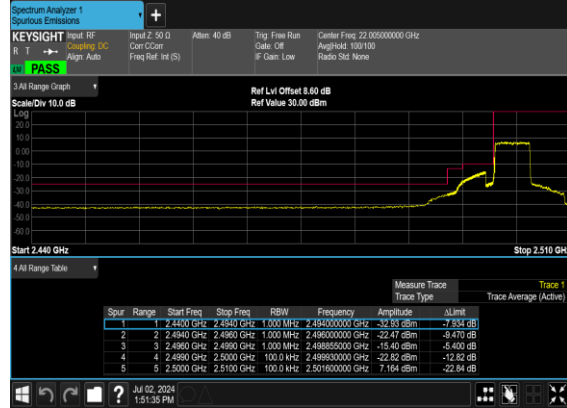 Spectrum Analyzer 1
Spurious Emissions
KEYSIGHT Input: RF Input Z: 50 Ω Atten: 40 dB Trig: Free Run Center Freq: 22.005000000 GHz
R T Coupling: DC Corr CCorr Gate: Off Avg|Hold: 100/100
Align: Auto Freq Ref: Int (S) IF Gain: Low Radio Std: None
PASS
3 All Range Graph
Ref Lvl Offset 8.60 dB
Scale/Div 10.0 dB Ref Value 30.00 dBm
Log
20.0
10.0
0.00
-10.0
-20.0
-30.0
-40.0
-50.0
-60.0
Start 2.440 GHz Stop 2.510 GH
4 All Range Table
Measure Trace Trace 1
Trace Type Trace Average (Active)
Spur Range Start Freq Stop Freq RBW Frequency Amplitude ΔLimit
1 1 2.4400 GHz 2.4940 GHz 1.000 MHz 2.494000000 GHz -32.93 dBm -7.934 dB
2 2 2.4940 GHz 2.4960 GHz 1.000 MHz 2.496000000 GHz -22.47 dBm -9.470 dB
3 3 2.4960 GHz 2.4990 GHz 1.000 MHz 2.498855000 GHz -15.40 dBm -5.400 dB
4 4 2.4990 GHz 2.5000 GHz 100.0 kHz 2.499930000 GHz -22.82 dBm -12.82 dB
5 5 2.5000 GHz 2.5100 GHz 100.0 kHz 2.501600000 GHz 7.164 dBm -22.84 dB
? Jul 02, 2024
1:51:35 PM